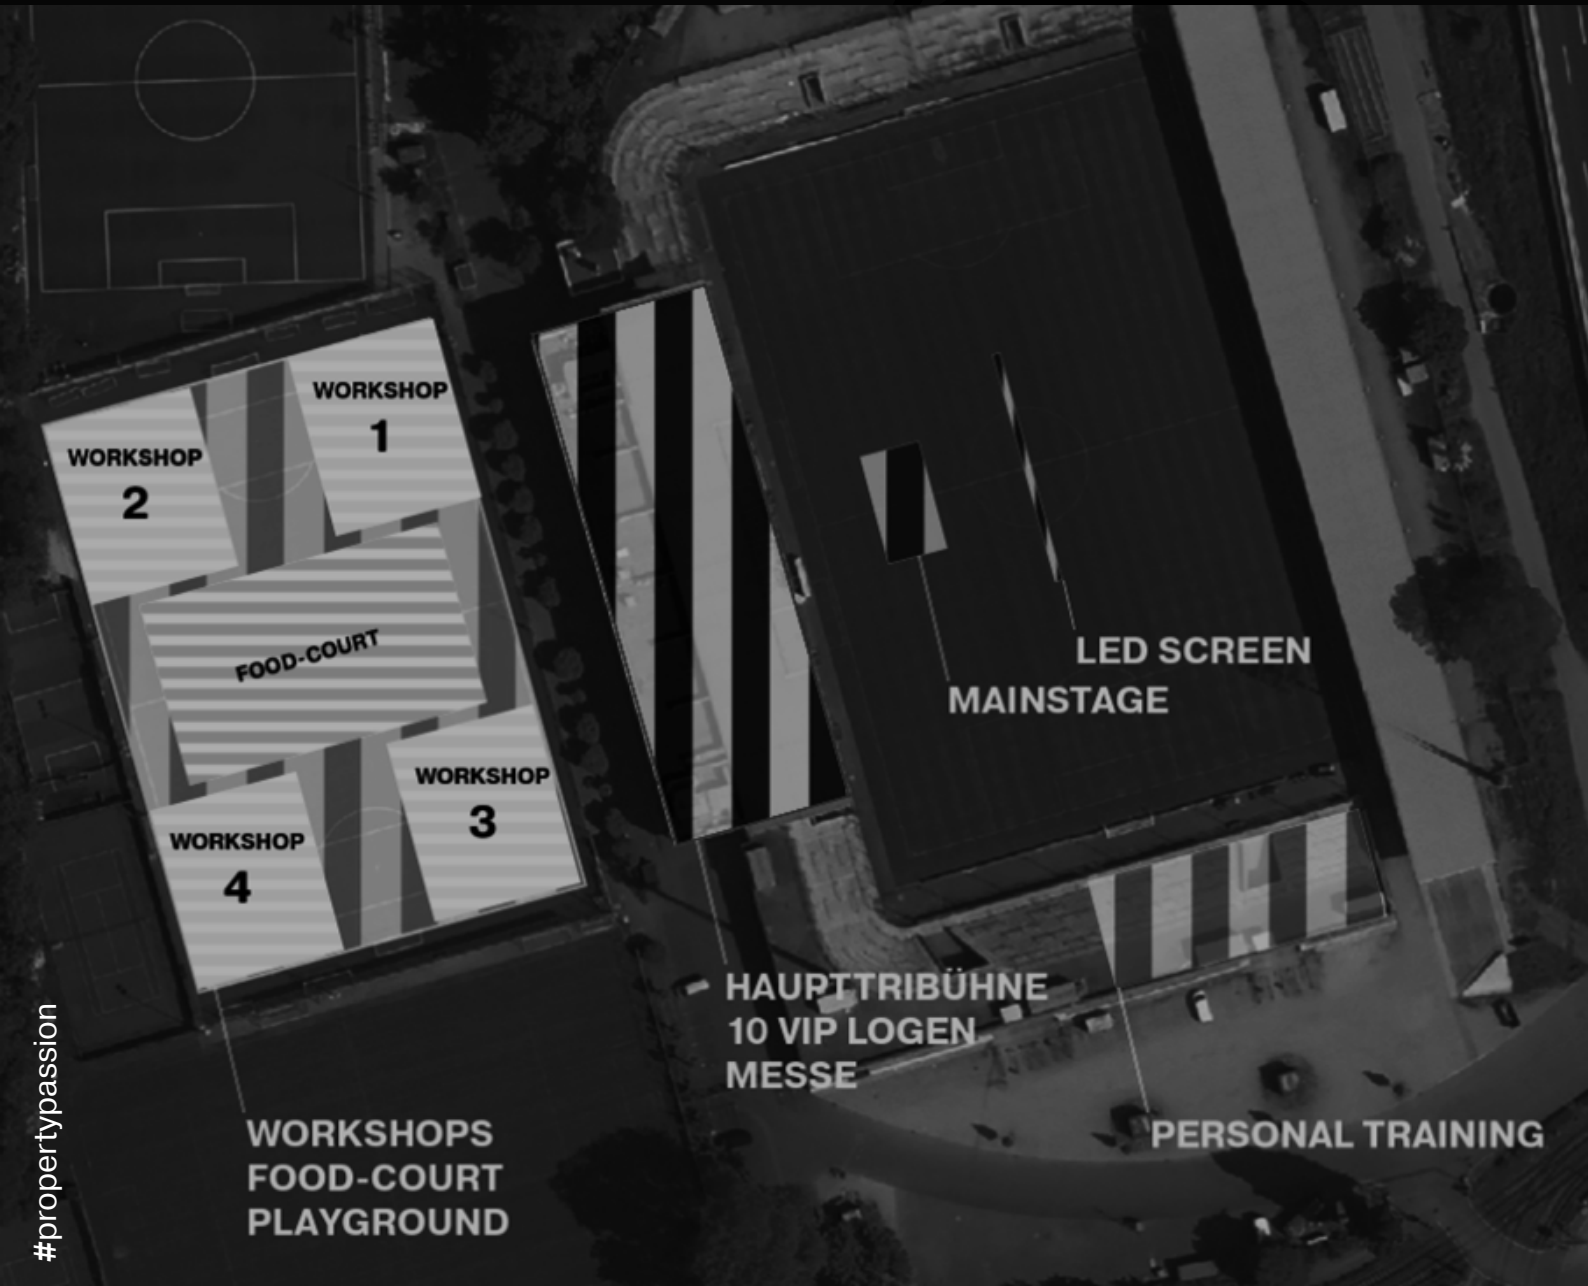 WORKSHOP
1
WORKSHOP
2
FOOD-COURT
WORKSHOP
3
WORKSHOP
4
LED SCREEN
MAINSTAGE
HAUPTTRIBÜHNE
10 VIP LOGEN
MESSE
WORKSHOPS
FOOD-COURT
PLAYGROUND
PERSONAL TRAINING
#propertypassion